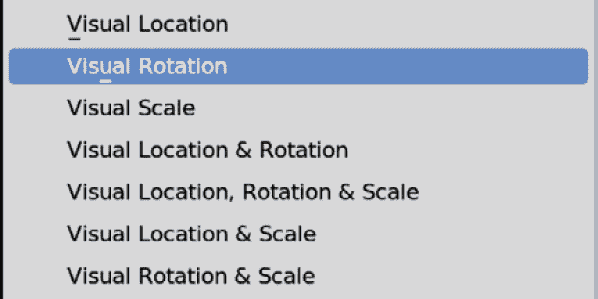 Visual Location
Visual Rotation
Visual Scale
Visual Location & Rotation
Visual Location, Rotation & Scale
Visual Location & Scale
Visual Rotation & Scale